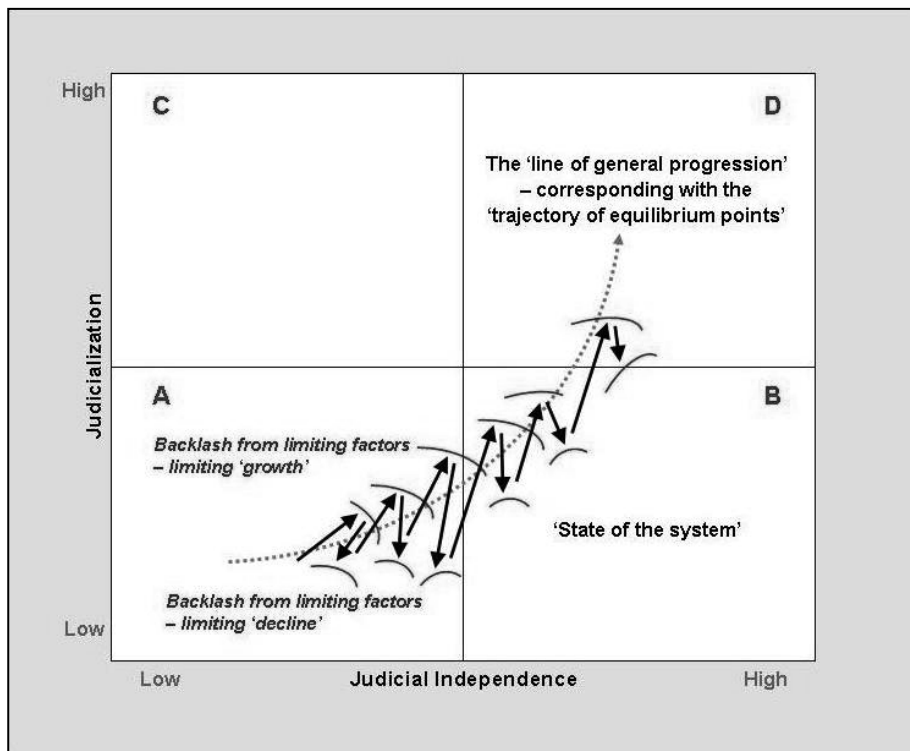 High
C
D
The ‘line of general progression’
– corresponding with the
‘trajectory of equilibrium points’
Judicialization
A
B
Backlash from limiting factors
– limiting ‘growth’
‘State of the system’
Backlash from limiting factors
– limiting ‘decline’
Low
Low
Judicial Independence
High